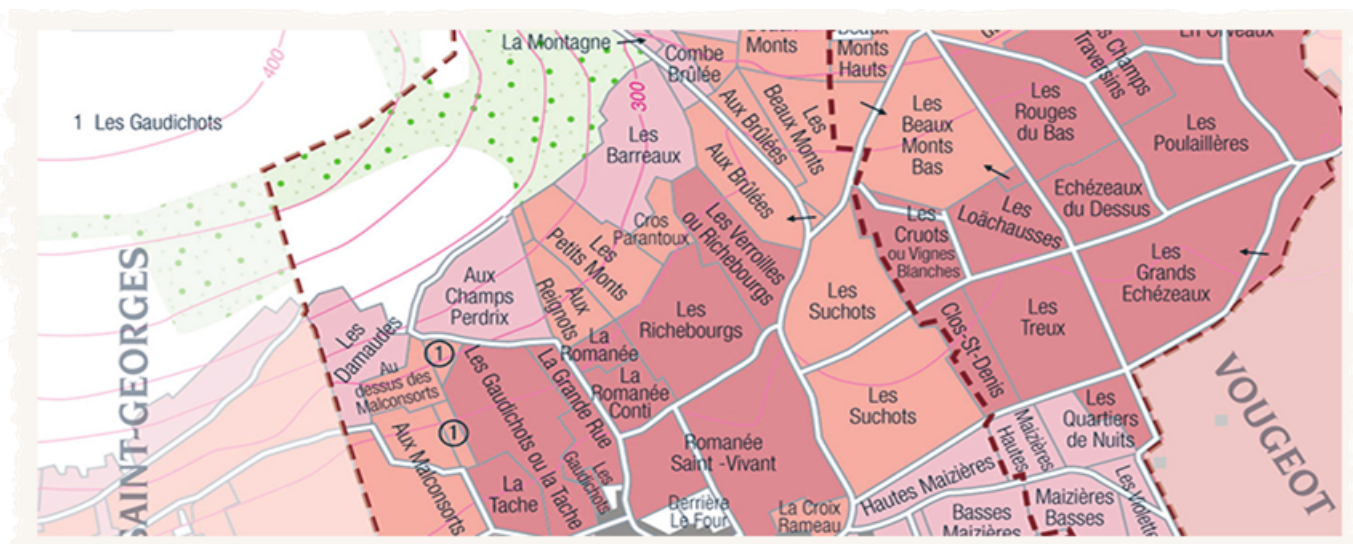 400
1 Les Gaudichots
SAINT-GEORGES
La Montagne
Combe
Brûlée
Monts
Beaux
Monts
Hauts
300
Les
Barreaux
Aux Brûlées
Les
Beaux Monts
Aux Brûlées
Les
Beaux
Monts
Bas
Les
Rouges
du Bas
Les Champs
Traversins
En Orveaux
Les
Poulaillères
Echézeaux
du Dessus
Les
Loächausses
Les
Cruots
ou Vignes
Blanches
Les
Grands
Echézeaux
Cros
Parantoux
Les Verroilles
ou Richebourgs
Les
Petits Monts
Aux
Reignots
Aux
Champs
Perdrix
Les
Richebourgs
Les
Suchots
Clos-St-Denis
Les
Treux
Les
Damaudes
1
Au
dessus des
Malconsorts
1
Aux Malconsorts
Les Gaudichots ou la Tache
La
Tache
La Grande Rue
Les
Gaudichots
La
Romanée
La
Romanée
Conti
Romanée
Saint -Vivant
Derrière
Le Four
La Croix
Rameau
Les
Suchots
Hautes Maizières
Basses
Maizières
Maizières
Hautes
Maizières
Basses
Les
Quartiers
de Nuits
Les Violettes
VOUGEOT